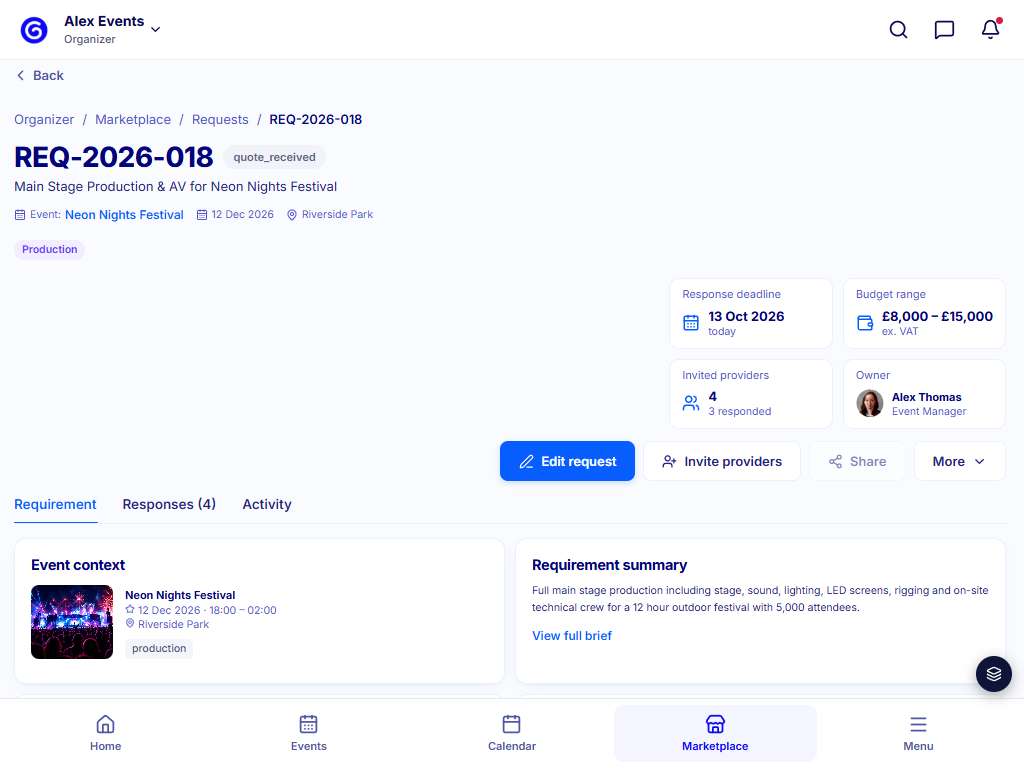 Alex Events
Organizer
Back
Organizer / Marketplace / Requests / REQ-2026-018
REQ-2026-018 quote_received
Main Stage Production & AV for Neon Nights Festival
Event: Neon Nights Festival 12 Dec 2026 Riverside Park
Production
Response deadline
13 Oct 2026
today
Budget range
£8,000 – £15,000
ex. VAT
Invited providers
4
3 responded
Owner
Alex Thomas
Event Manager
Edit request Invite providers Share More
Requirement Responses (4) Activity
Event context
Neon Nights Festival
12 Dec 2026 · 18:00 – 02:00
Riverside Park
production
Requirement summary
Full main stage production including stage, sound, lighting, LED screens, rigging and on-site
technical crew for a 12 hour outdoor festival with 5,000 attendees.
View full brief
Home Events Calendar Marketplace Menu